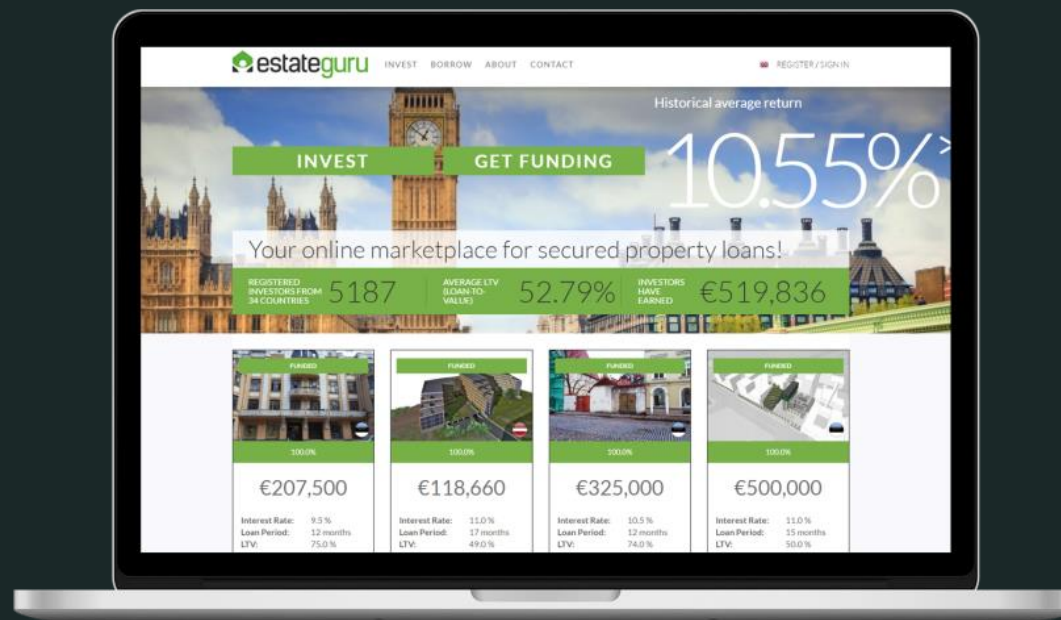 estateguru
INVEST BORROW ABOUT CONTACT
REGISTER / SIGN IN
Historical average return
10.55% >
INVEST
GET FUNDING
Your online marketplace for secured property loans!
REGISTERED
INVESTORS FROM
34 COUNTRIES
5187
AVERAGE LTV
(LOAN-TO-
VALUE)
52.79%
INVESTORS
HAVE
EARNED
€519,836
FUNDED
100.0%
€207,500
Interest Rate: 9.5 %
Loan Period: 12 months
LTV: 75.0 %
FUNDED
100.0%
€118,660
Interest Rate: 11.0 %
Loan Period: 17 months
LTV: 49.0 %
FUNDED
100.0%
€325,000
Interest Rate: 10.5 %
Loan Period: 12 months
LTV: 74.0 %
FUNDED
100.0%
€500,000
Interest Rate: 11.0 %
Loan Period: 15 months
LTV: 50.0 %